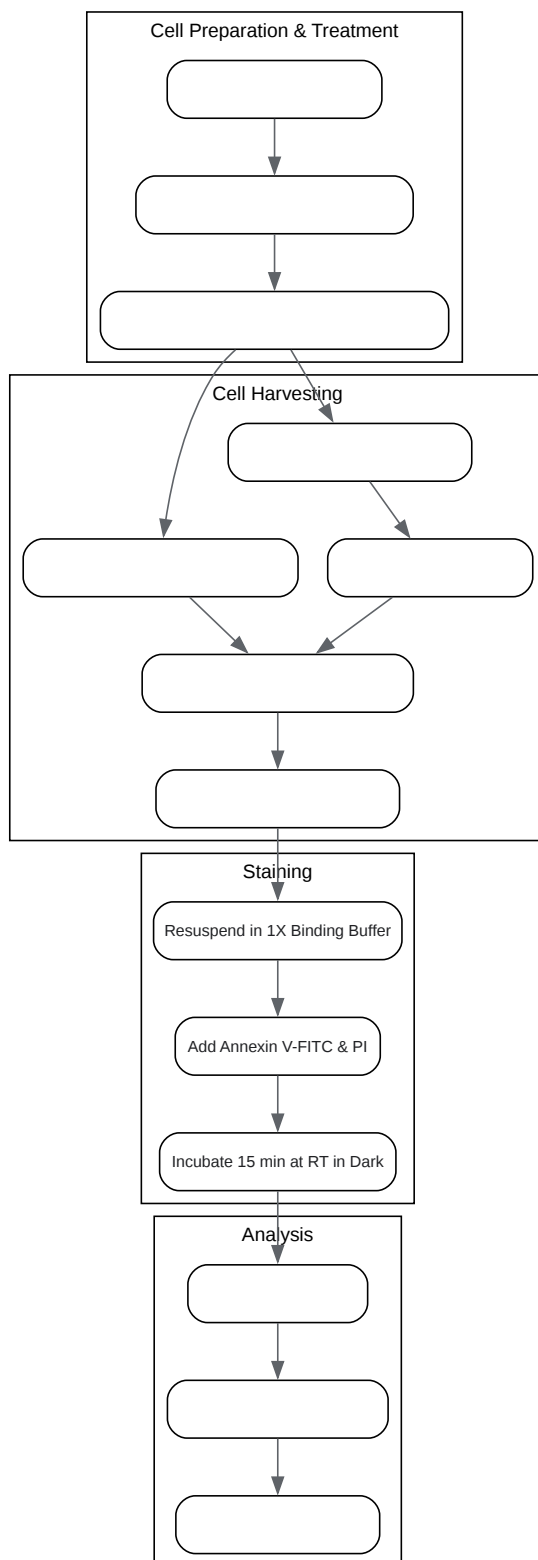 Cell Preparation & Treatment
Cell Harvesting
Staining
Resuspend in 1X Binding Buffer
Add Annexin V-FITC & PI
Incubate 15 min at RT in Dark
Analysis